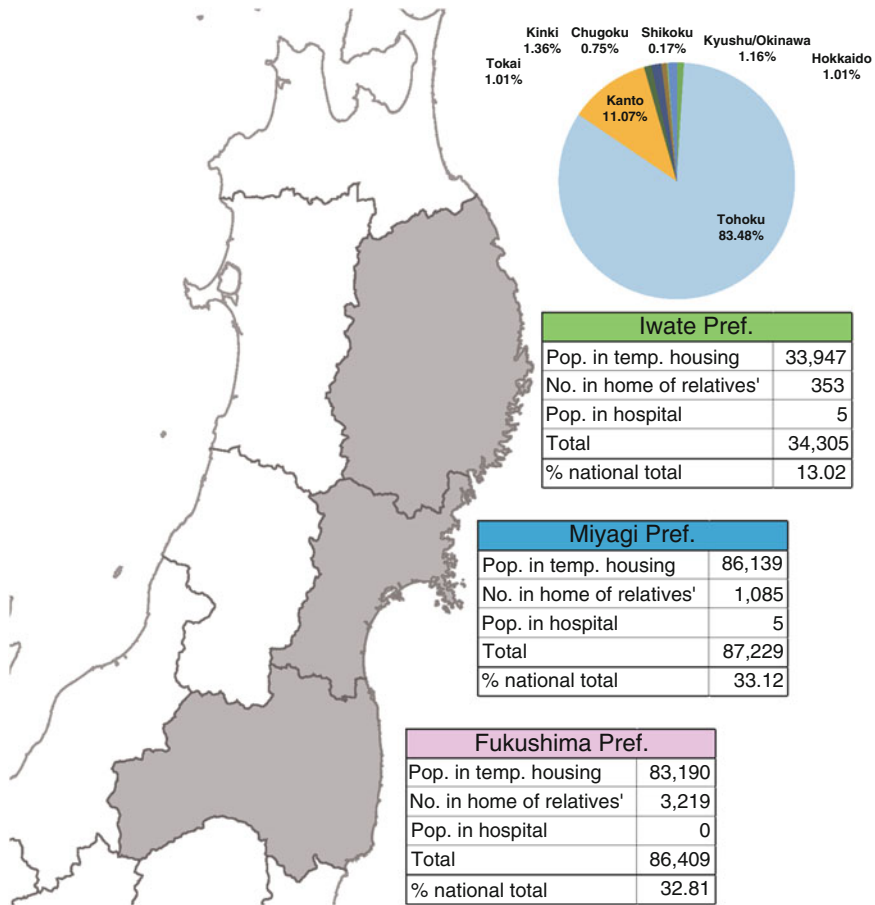 Kinki
1.36%
Chugoku
0.75%
Shikoku
0.17%
Kyushu/Okinawa
1.16%
Hokkaido
1.01%
Tokai
1.01%
Kanto
11.07%
Tohoku
83.48%
Iwate Pref.
Pop. in temp. housing 33,947
No. in home of relatives' 353
Pop. in hospital 5
Total 34,305
% national total 13.02
Miyagi Pref.
Pop. in temp. housing 86,139
No. in home of relatives' 1,085
Pop. in hospital 5
Total 87,229
% national total 33.12
Fukushima Pref.
Pop. in temp. housing 83,190
No. in home of relatives' 3,219
Pop. in hospital 0
Total 86,409
% national total 32.81